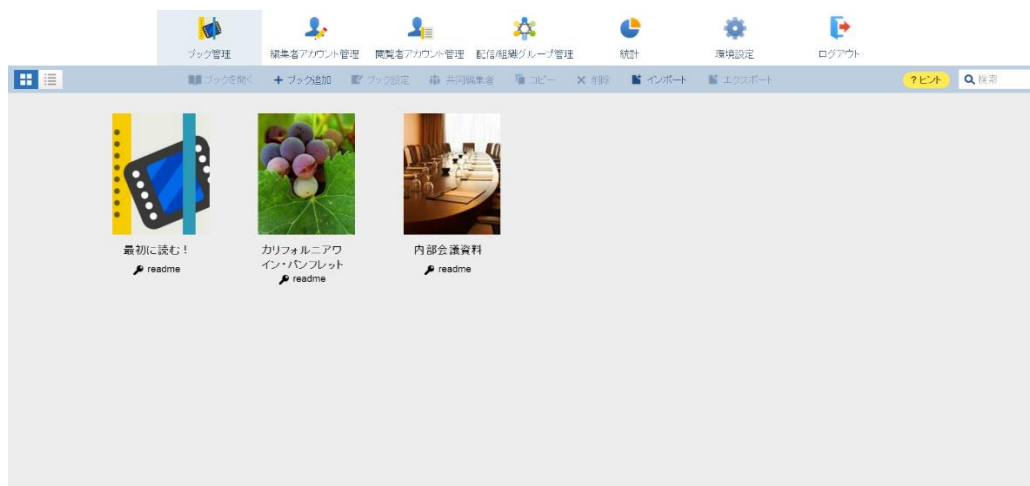 ブック管理
編集者アカウント管理
閲覧者アカウント管理
配信/組織グループ管理
統計
環境設定
ログアウト
ブックを開く
ブック追加
ブック設定
共同編集者
コピー
削除
インポート
エクスポート
?ヒント
検索
最初に読む！
readme
カリフォルニアワ
イン・パンフレット
readme
内部会議資料
readme